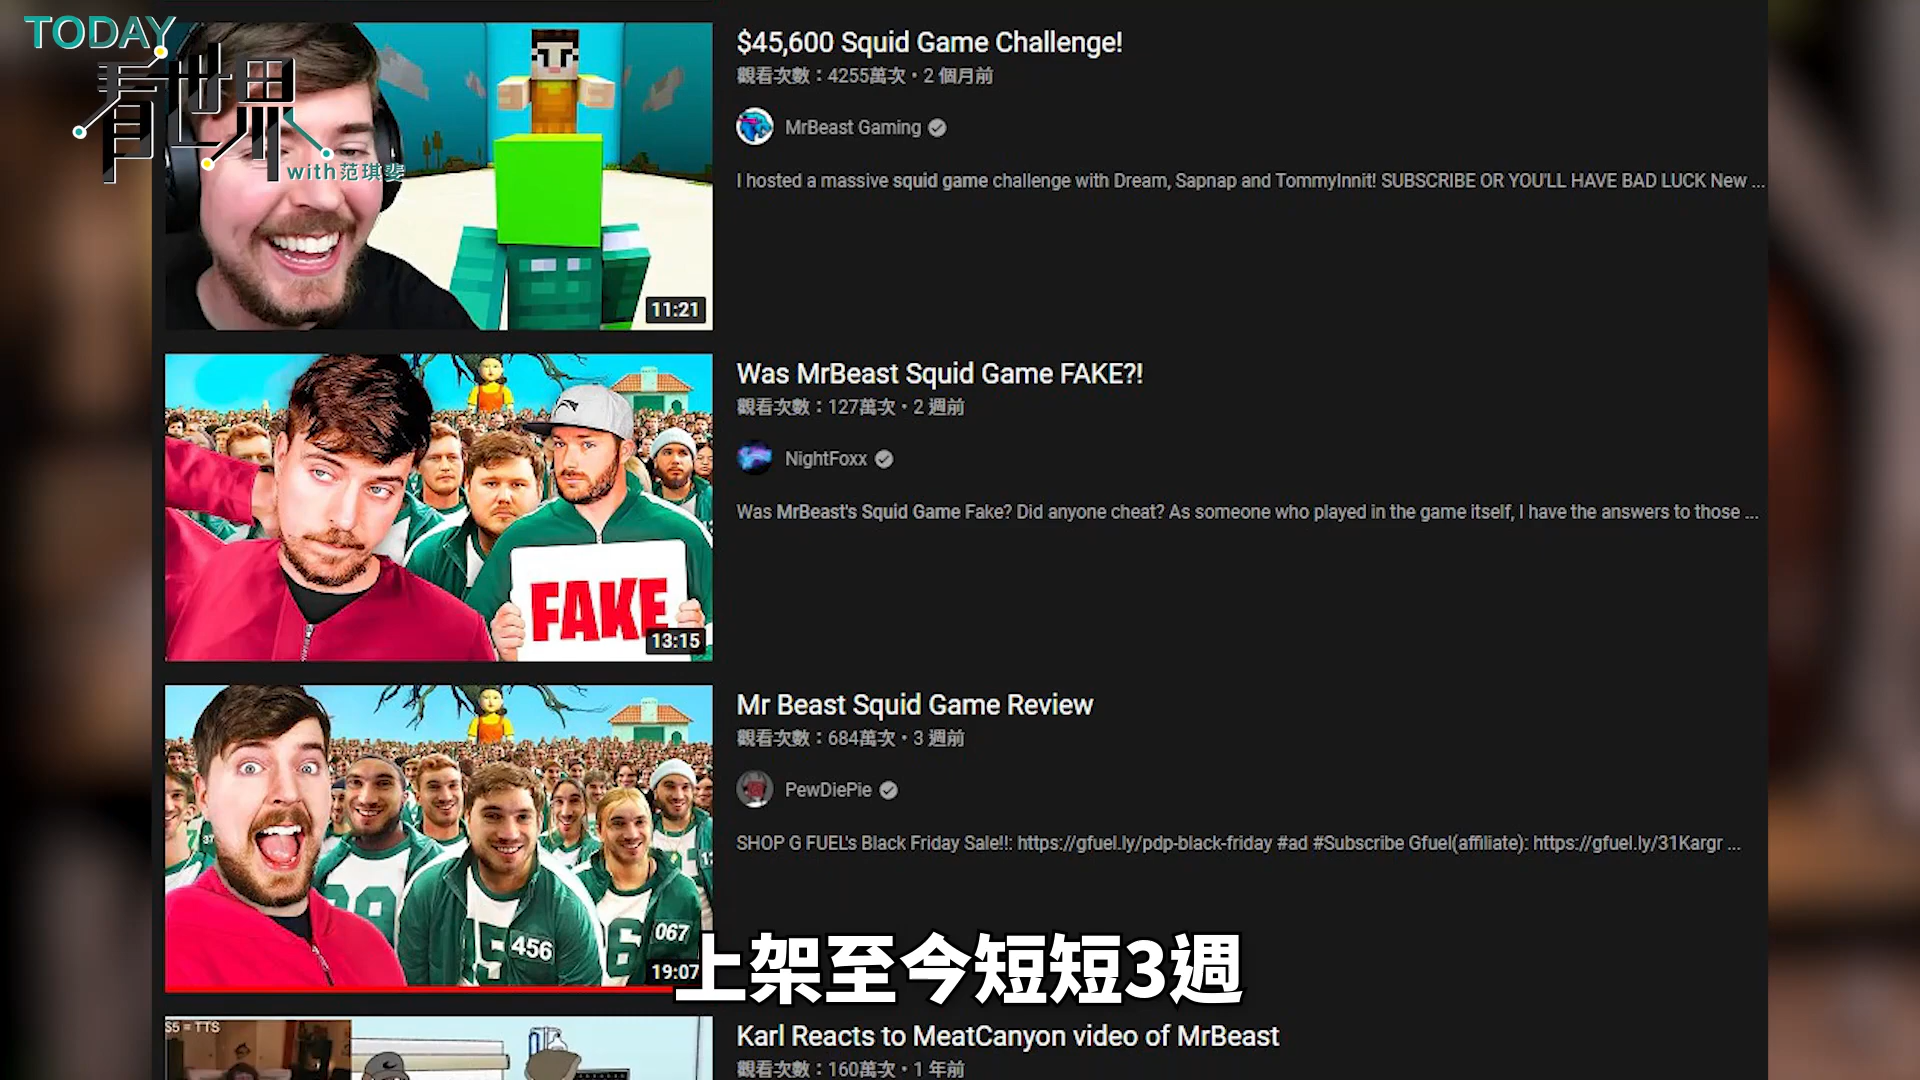 TODAY
看世界
with范琪斐
$45,600 Squid Game Challenge!
觀看次數：4255萬次・2 個月前
MrBeast Gaming
I hosted a massive squid game challenge with Dream, Sapnap and TommyInnit! SUBSCRIBE OR YOU'LL HAVE BAD LUCK New ...
11:21
Was MrBeast Squid Game FAKE?!
觀看次數：127萬次・2 週前
NightFoxx
Was MrBeast's Squid Game Fake? Did anyone cheat? As someone who played in the game itself, I have the answers to those ...
FAKE
13:15
Mr Beast Squid Game Review
觀看次數：684萬次・3 週前
PewDiePie
SHOP G FUEL's Black Friday Sale!!: https://gfuel.ly/pdp-black-friday #ad #Subscribe Gfuel(affiliate): https://gfuel.ly/31Kargr ...
067
456
19:07
上架至今短短3週
$5 = TTS
Karl Reacts to MeatCanyon video of MrBeast
觀看次數：160萬次・1 年前